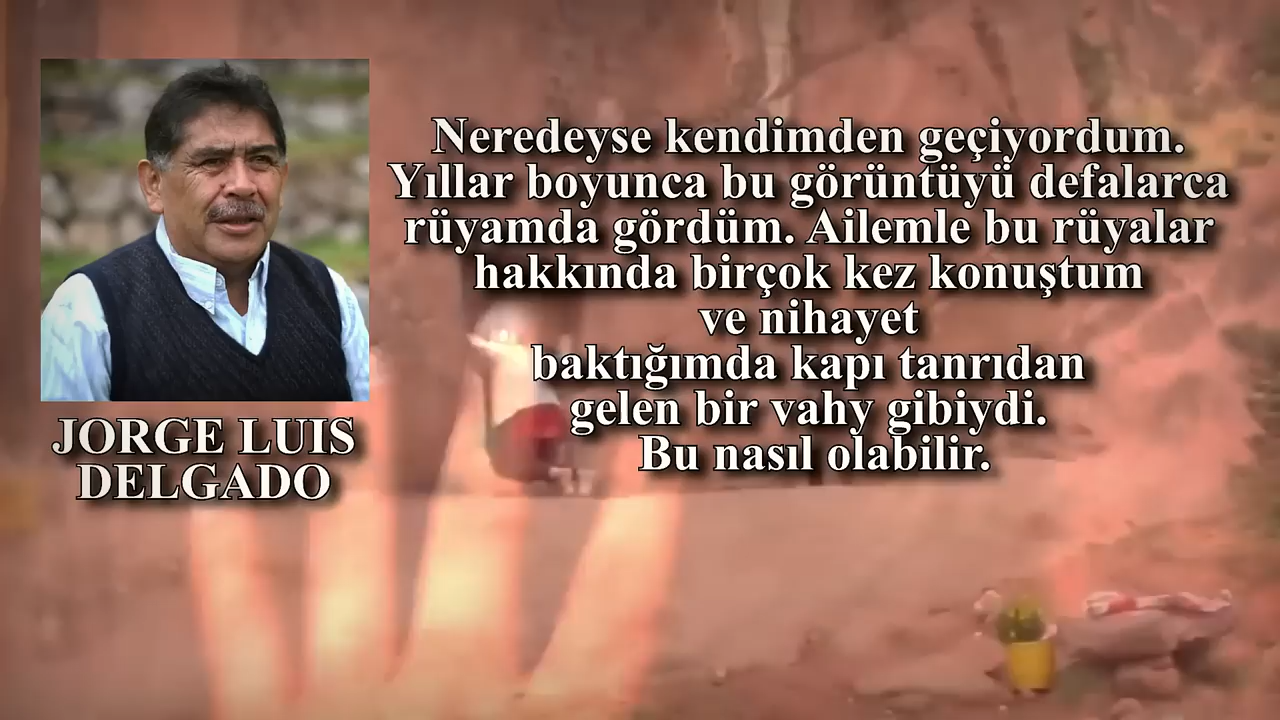 Neredeyse kendimden geçiyordum.
Yıllar boyunca bu görüntüyü defalarca
rüyamda gördüm. Ailemle bu rüyalar
hakkında birçok kez konuştum
ve nihayet
baktığımda kapı tanrıdan
gelen bir vahy gibiydi.
Bu nasıl olabilir.
JORGE LUIS
DELGADO